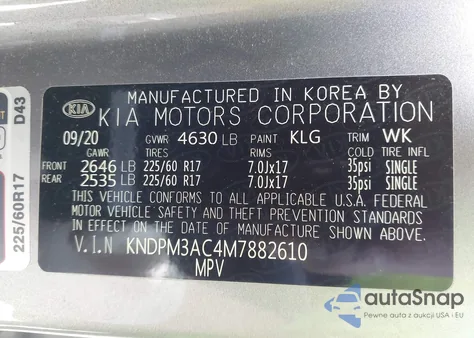 MANUFACTURED IN KOREA BY
KIA KIA MOTORS CORPORATION
09/20 GVWR 4630 LB PAINT KLG TRIM WK
GAWR TIRES RIMS COLD TIRE INFL
FRONT 2646 LB 225/60 R17 7.0Jx17 35psi SINGLE
REAR 2535 LB 225/60 R17 7.0Jx17 35psi SINGLE
THIS VEHICLE CONFORMS TO ALL APPLICABLE U.S.A. FEDERAL
MOTOR VEHICLE SAFETY AND THEFT PREVENTION STANDARDS IN
EFFECT ON THE DATE OF MANUFACTURE SHOWN ABOVE.
V.I.N KNDPM3AC4M7882610
MPV
225/60R17 D43
autoSnap
Pewne auta z aukcji USA i EU